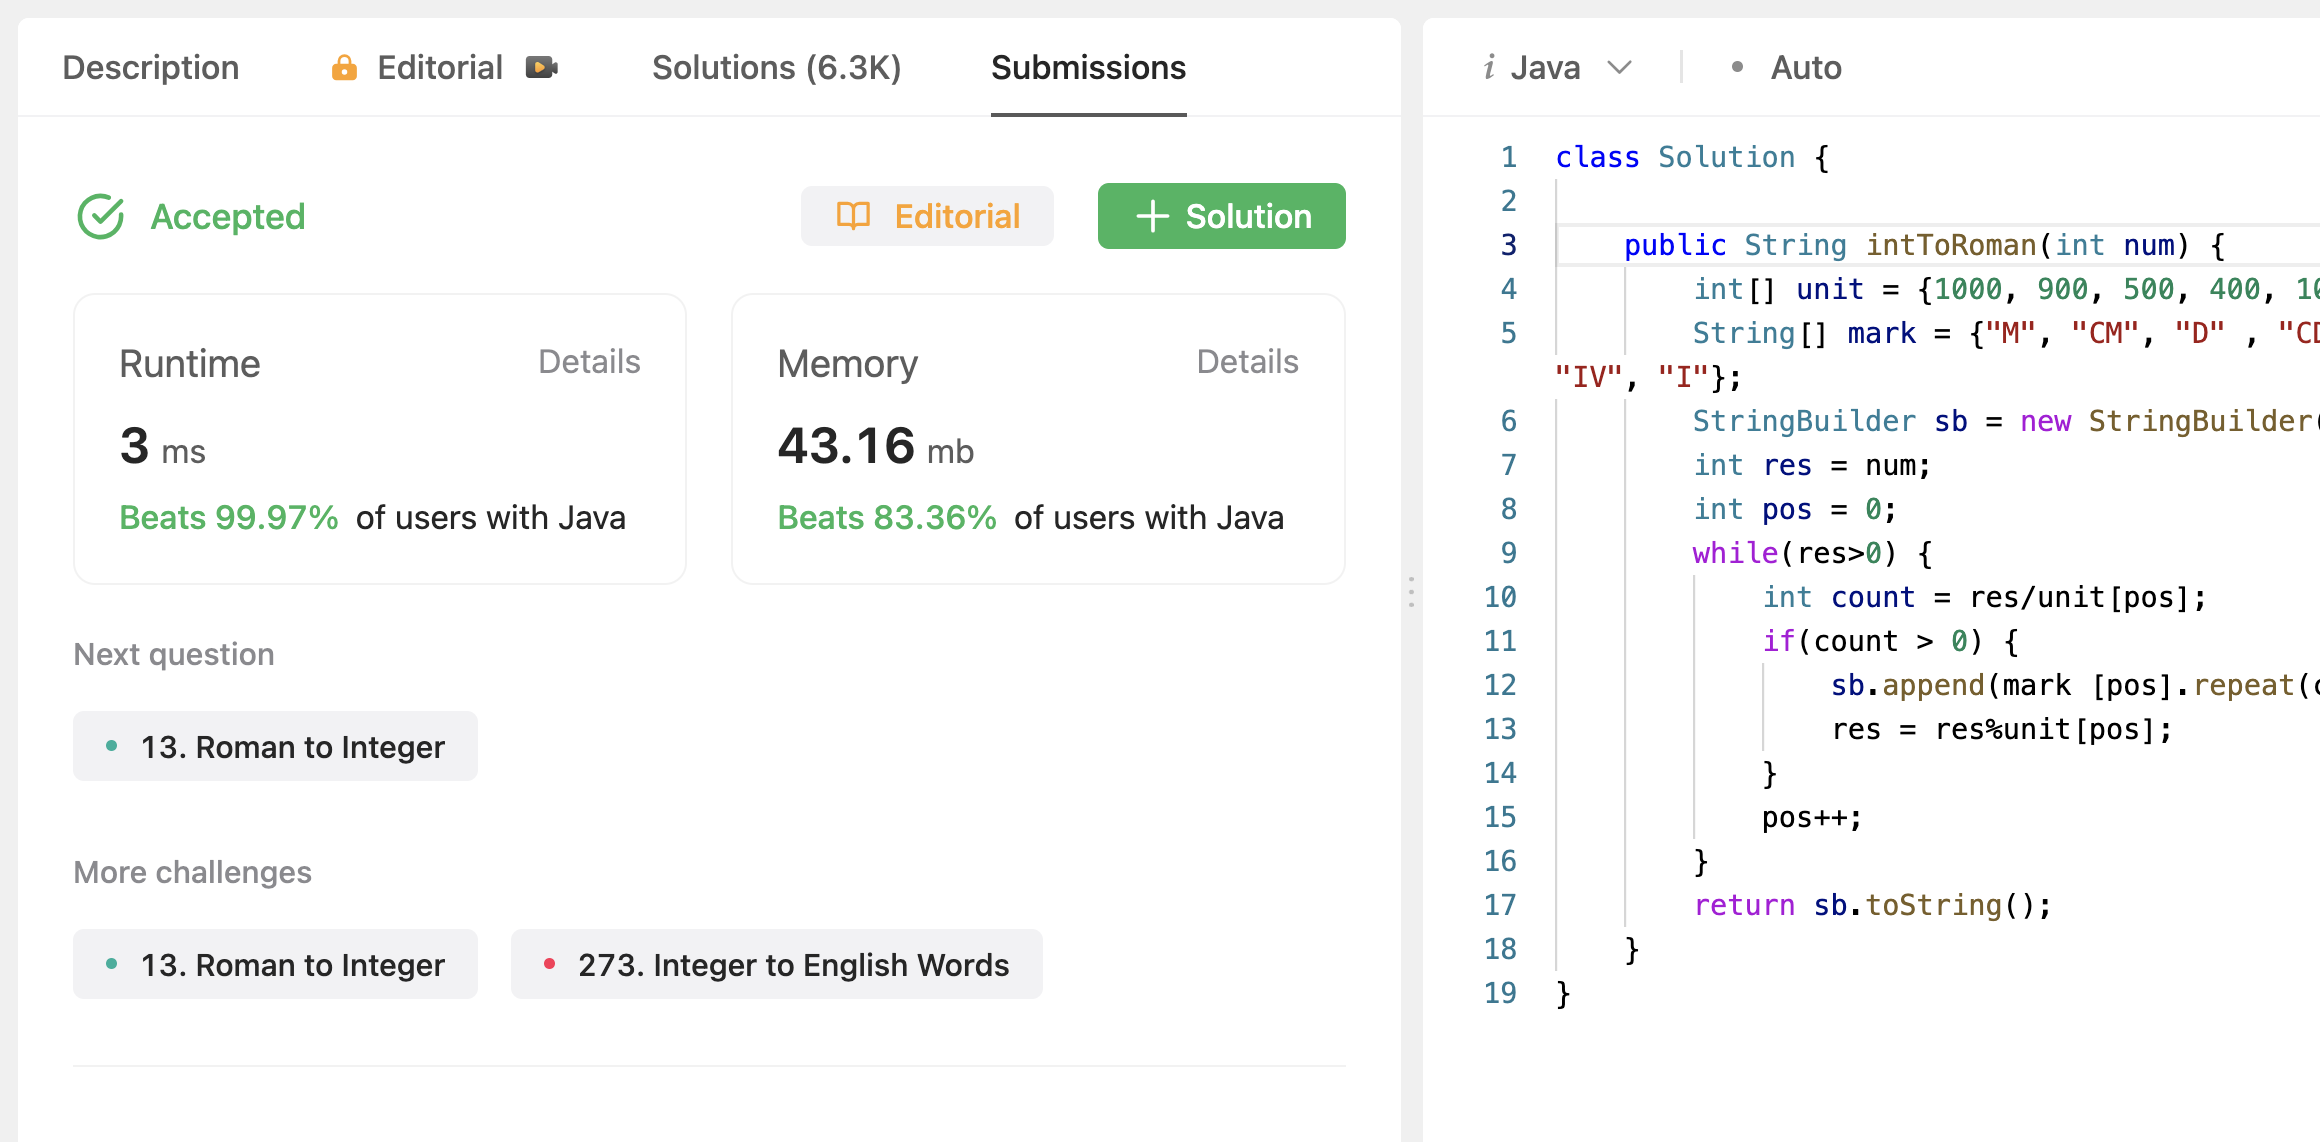 Description
Editorial
Solutions (6.3K)
Submissions
Accepted
Editorial
+ Solution
Runtime
Details
3 ms
Beats 99.97% of users with Java
Memory
Details
43.16 mb
Beats 83.36% of users with Java
Next question
13. Roman to Integer
More challenges
13. Roman to Integer
273. Integer to English Words
i Java
Auto
1 class Solution {
2
3 public String intToRoman(int num) {
4 int[] unit = {1000, 900, 500, 400,
5 String[] mark = {"M", "CM", "D" ,
"IV", "I"};
6 StringBuilder sb = new StringBuilder(
7 int res = num;
8 int pos = 0;
9 while(res>0) {
10 int count = res/unit[pos];
11 if(count > 0) {
12 sb.append(mark [pos].repeat(
13 res = res%unit[pos];
14 }
15 pos++;
16 }
17 return sb.toString();
18 }
19 }